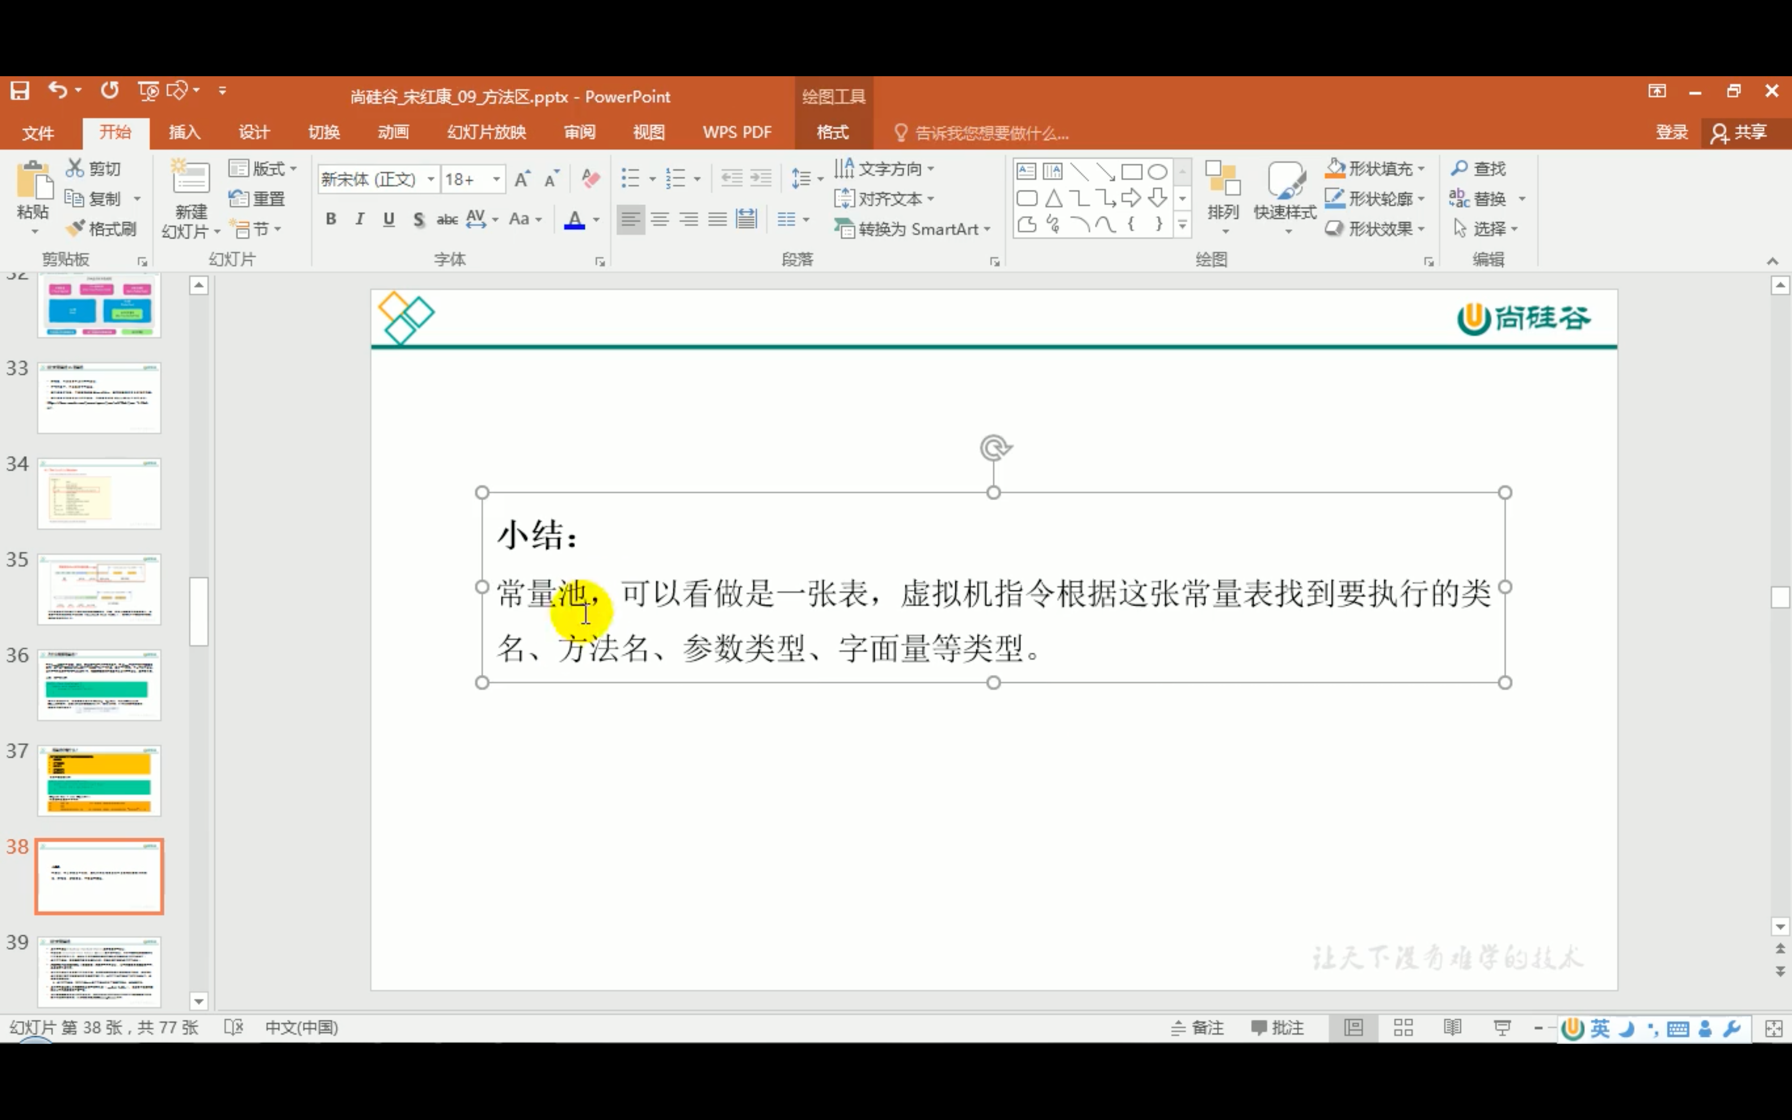 尚硅谷_宋红康_09_方法区.pptx - PowerPoint
绘图工具
文件 开始 插入 设计 切换 动画 幻灯片放映 审阅 视图 WPS PDF 格式 告诉我您想要做什么... 登录 共享
粘贴
剪切
复制
格式刷
剪贴板
新建
幻灯片
版式
重置
节
幻灯片
新宋体 (正文) 18+
B I U S abc AV Aa A
字体
文字方向
对齐文本
转换为 SmartArt
段落
排列
快速样式
形状填充
形状轮廓
形状效果
绘图
查找
替换
选择
编辑
32
33
34
35
36
37
38
39
尚硅谷
小结：
常量池，可以看做是一张表，虚拟机指令根据这张常量表找到要执行的类
名、方法名、参数类型、字面量等类型。
让天下没有难学的技术
幻灯片 第 38 张，共 77 张 中文(中国) 备注 批注 英